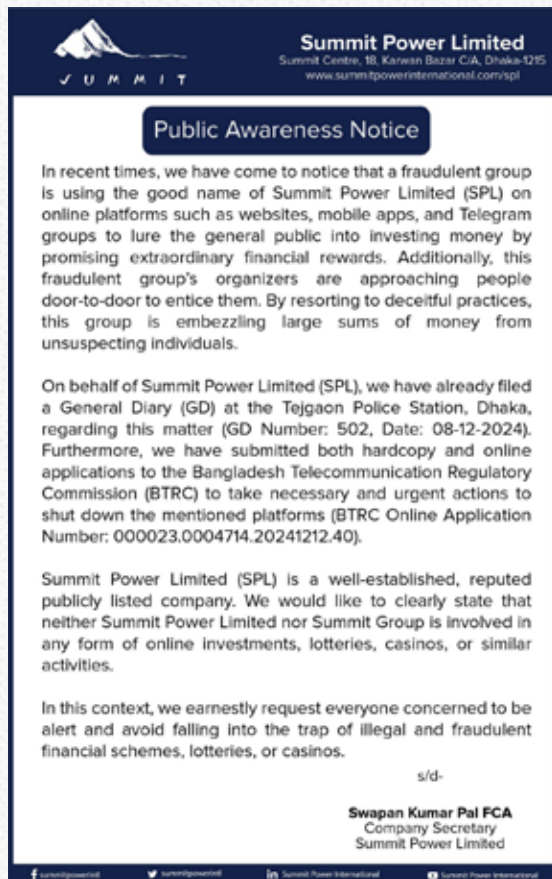 SUMMIT
Summit Power Limited
Summit Centre, 18, Karwan Bazar C/A, Dhaka-1215
www.summitpowerinternational.com/spl
Public Awareness Notice
In recent times, we have come to notice that a fraudulent group
is using the good name of Summit Power Limited (SPL) on
online platforms such as websites, mobile apps, and Telegram
groups to lure the general public into investing money by
promising extraordinary financial rewards. Additionally, this
fraudulent group's organizers are approaching people
door-to-door to entice them. By resorting to deceitful practices,
this group is embezzling large sums of money from
unsuspecting individuals.
On behalf of Summit Power Limited (SPL), we have already filed
a General Diary (GD) at the Tejgaon Police Station, Dhaka,
regarding this matter (GD Number: 502, Date: 08-12-2024).
Furthermore, we have submitted both hardcopy and online
applications to the Bangladesh Telecommunication Regulatory
Commission (BTRC) to take necessary and urgent actions to
shut down the mentioned platforms (BTRC Online Application
Number: 000023.0004714.20241212.40).
Summit Power Limited (SPL) is a well-established, reputed
publicly listed company. We would like to clearly state that
neither Summit Power Limited nor Summit Group is involved in
any form of online investments, lotteries, casinos, or similar
activities.
In this context, we earnestly request everyone concerned to be
alert and avoid falling into the trap of illegal and fraudulent
financial schemes, lotteries, or casinos.
s/d-
Swapan Kumar Pal FCA
Company Secretary
Summit Power Limited
summitpowerintl summitpowerintl Summit Power International Summit Power International